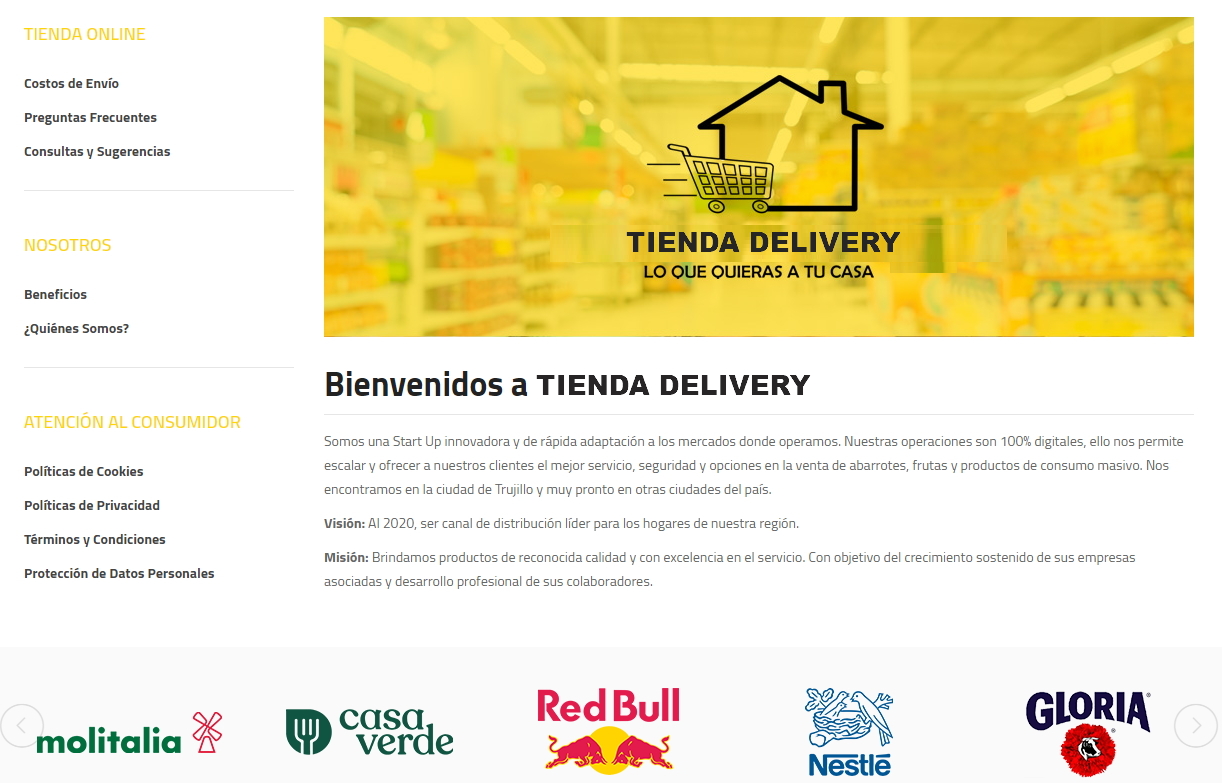 TIENDA ONLINE
Costos de Envío
Preguntas Frecuentes
Consultas y Sugerencias
NOSOTROS
Beneficios
¿Quiénes Somos?
ATENCIÓN AL CONSUMIDOR
Políticas de Cookies
Políticas de Privacidad
Términos y Condiciones
Protección de Datos Personales
TIENDA DELIVERY
LO QUE QUIERAS A TU CASA
Bienvenidos a TIENDA DELIVERY
Somos una Start Up innovadora y de rápida adaptación a los mercados donde operamos. Nuestras operaciones son 100% digitales, ello nos permite
escalar y ofrecer a nuestros clientes el mejor servicio, seguridad y opciones en la venta de abarrotes, frutas y productos de consumo masivo. Nos
encontramos en la ciudad de Trujillo y muy pronto en otras ciudades del país.
Visión: Al 2020, ser canal de distribución líder para los hogares de nuestra región.
Misión: Brindamos productos de reconocida calidad y con excelencia en el servicio. Con objetivo del crecimiento sostenido de sus empresas
asociadas y desarrollo profesional de sus colaboradores.
molitalia
casa
verde
Red Bull
Nestlé
GLORIA